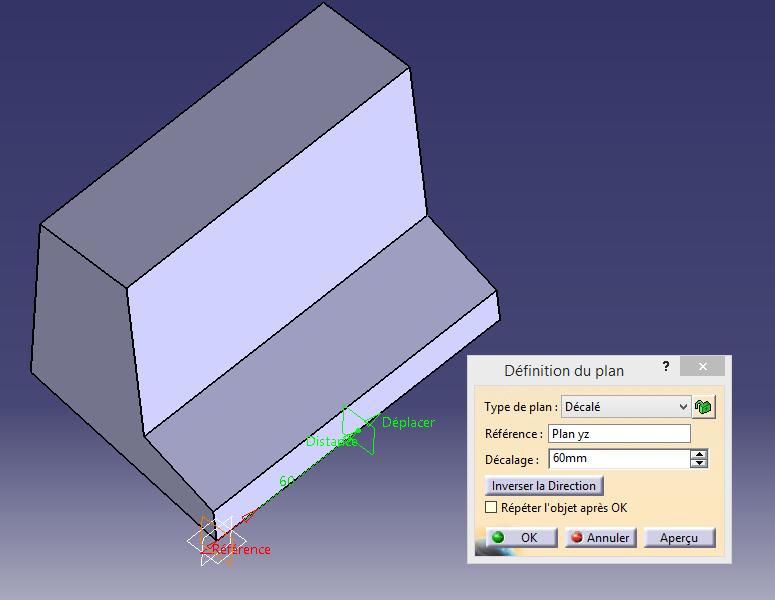 Définition du plan
?
Type de plan :
Décalé
Référence :
Plan yz
Décalage :
60mm
Inverser la Direction
Répéter l'objet après OK
OK
Annuler
Aperçu
Déplacer
Distance
60
Référence